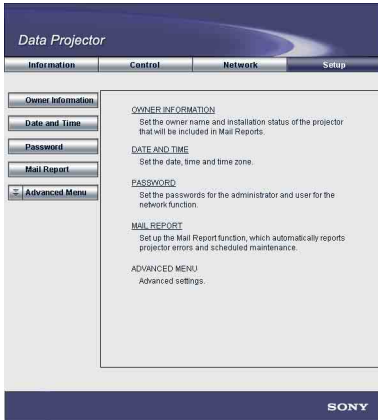 Data Projector
Information
Control
Network
Setup
Owner Information
Date and Time
Password
Mail Report
Advanced Menu
OWNER INFORMATION
Set the owner name and installation status of the projector
that will be included in Mail Reports.
DATE AND TIME
Set the date, time and time zone.
PASSWORD
Set the passwords for the administrator and user for the
network function.
MAIL REPORT
Set up the Mail Report function, which automatically reports
projector errors and scheduled maintenance.
ADVANCED MENU
Advanced settings.
SONY